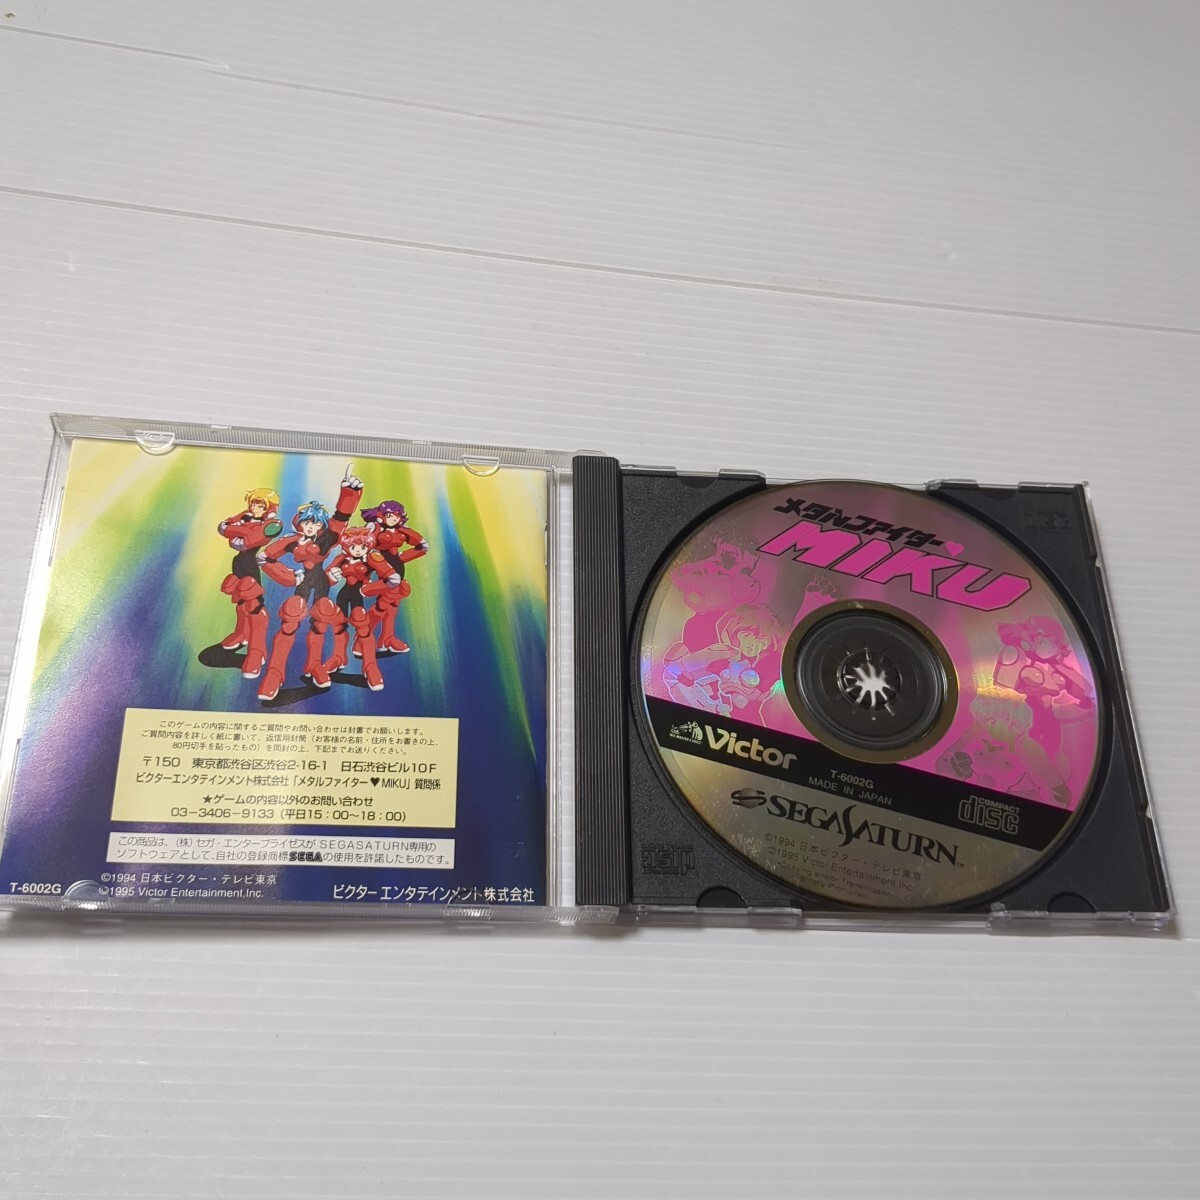 このゲームの内容に関するご質問やお問い合わせは封書でお願いします。
ご質問内容を詳しく紙に書いて、返信用封筒（お客様の名前・住所をお書きの上、
80円切手を貼ったもの）を同封の上、下記までお送りください。
〒150 東京都渋谷区渋谷2-16-1 日石渋谷ビル10F
ビクターエンタテインメント株式会社「メタルファイター♥MIKU」質問係
★ゲームの内容以外のお問い合わせ
03-3406-9133（平日15：00～18：00）
この商品は、（株）セガ・エンタープライゼスがSEGASATURN専用の
ソフトウェアとして、自社の登録商標SEGAの使用を許諾したものです。
T-6002G
©1994 日本ビクター・テレビ東京
©1995 Victor Entertainment,Inc.
ビクターエンタテインメント株式会社
メタルファイター♥
MIKU
Victor
T-6002G
MADE IN JAPAN
SEGASATURN™
COMPACT
disc
©1994 日本ビクター・テレビ東京
©1995 Victor Entertainment,Inc.